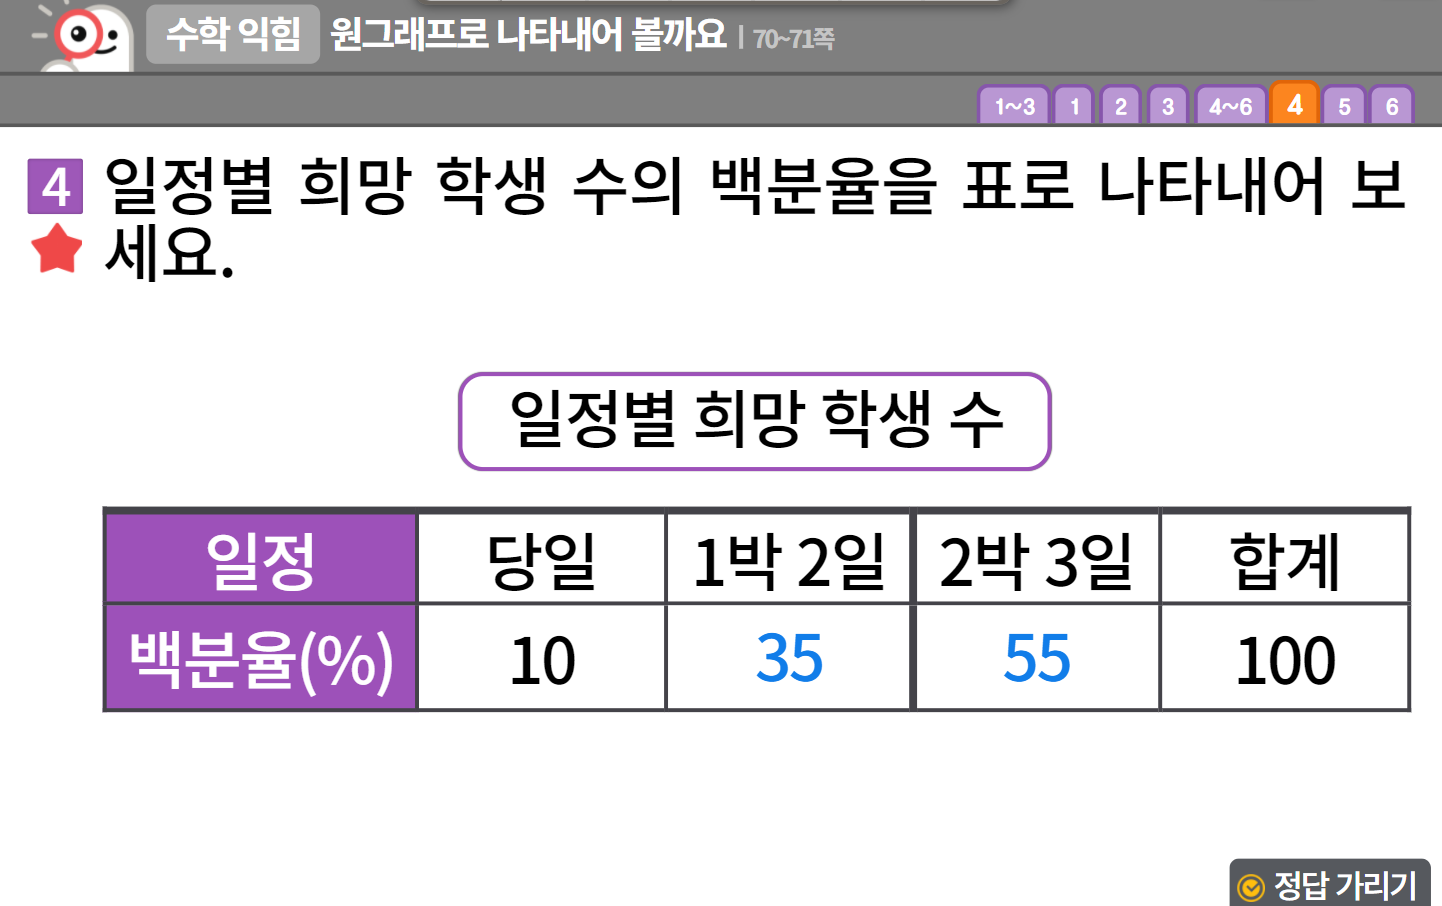 수학 익힘 원그래프로 나타내어 볼까요 | 70~71쪽
1~3 1 2 3 4~6 4 5 6
4 일정별 희망 학생 수의 백분율을 표로 나타내어 보
세요.
일정별 희망 학생 수
일정 당일 1박 2일 2박 3일 합계
백분율(%) 10 35 55 100
정답 가리기